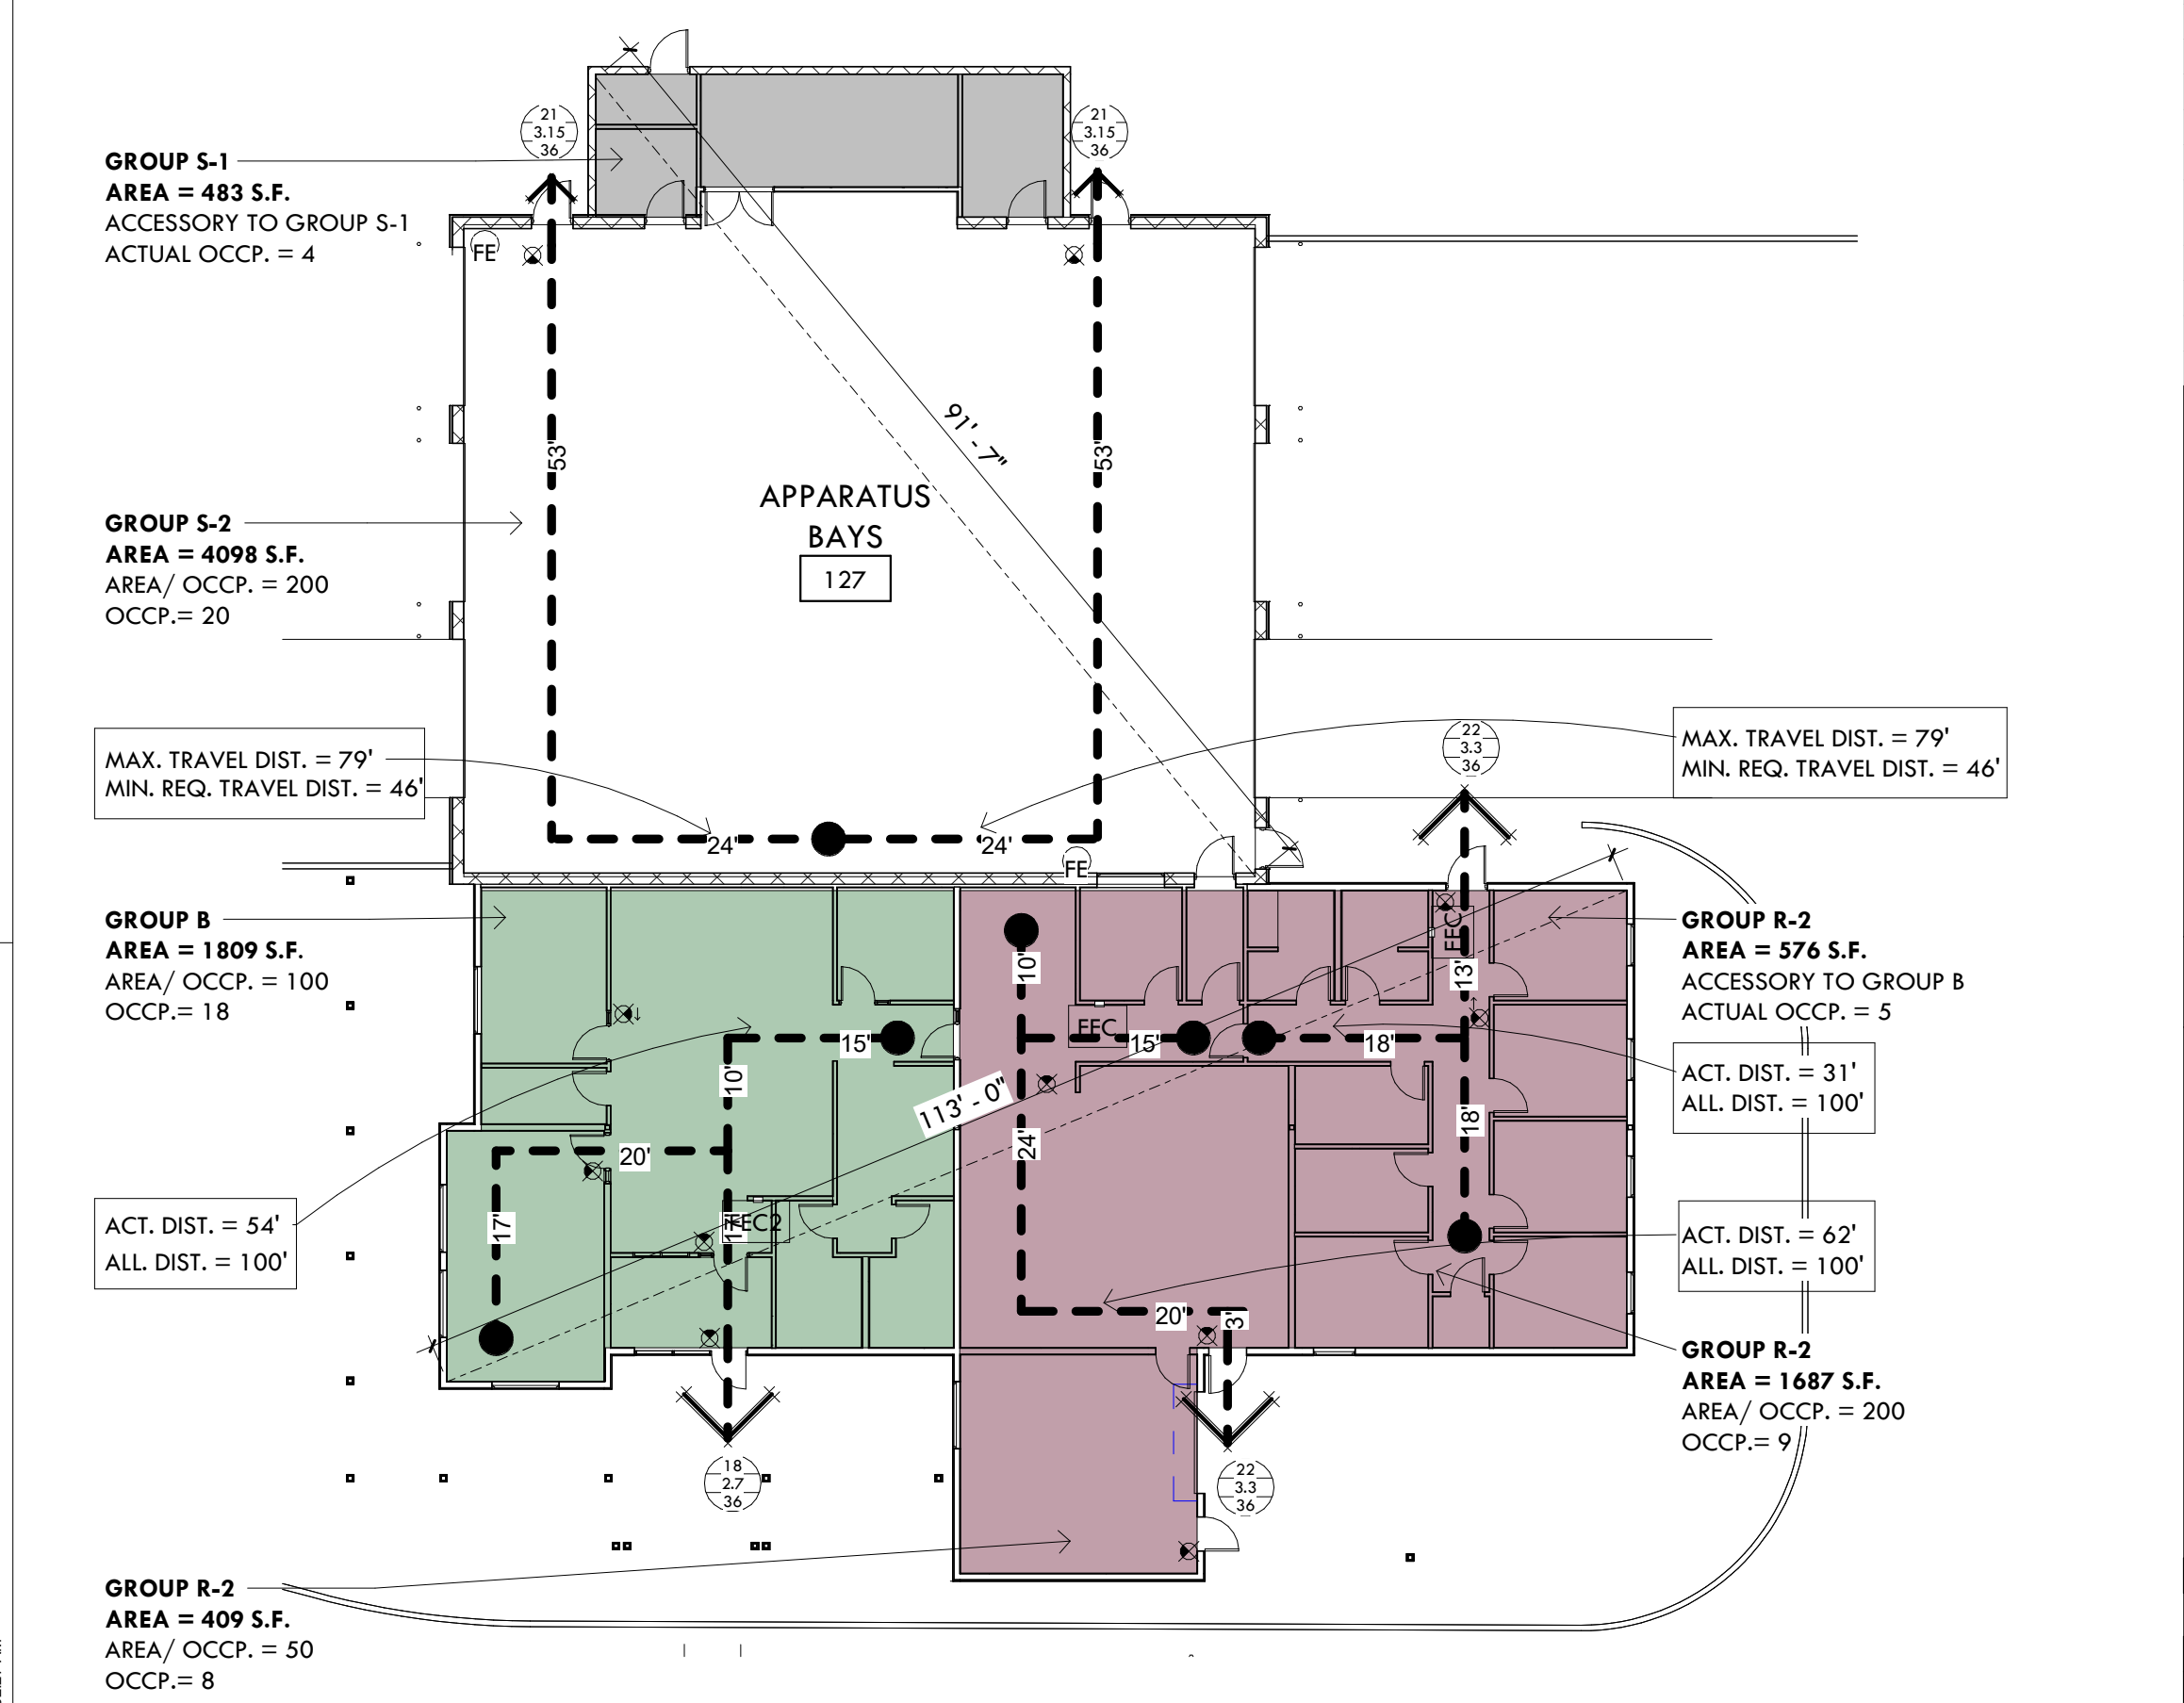 21
3.15
36
21
3.15
36
GROUP S-1
AREA = 483 S.F.
ACCESSORY TO GROUP S-1
ACTUAL OCCP. = 4
FE
91' - 7"
53'
53'
APPARATUS
BAYS
127
GROUP S-2
AREA = 4098 S.F.
AREA/ OCCP. = 200
OCCP.= 20
MAX. TRAVEL DIST. = 79'
MIN. REQ. TRAVEL DIST. = 46'
MAX. TRAVEL DIST. = 79'
MIN. REQ. TRAVEL DIST. = 46'
22
3.3
36
24'
24'
FE
GROUP B
AREA = 1809 S.F.
AREA/ OCCP. = 100
OCCP.= 18
GROUP R-2
AREA = 576 S.F.
ACCESSORY TO GROUP B
ACTUAL OCCP. = 5
FEC
10'
13'
FEC
15'
15'
18'
10'
ACT. DIST. = 31'
ALL. DIST. = 100'
113' - 0"
18'
24'
20'
17'
FEC2
17'
ACT. DIST. = 54'
ALL. DIST. = 100'
ACT. DIST. = 62'
ALL. DIST. = 100'
20'
3'
GROUP R-2
AREA = 1687 S.F.
AREA/ OCCP. = 200
OCCP.= 9
18
2.7
36
22
3.3
36
GROUP R-2
AREA = 409 S.F.
AREA/ OCCP. = 50
OCCP.= 8